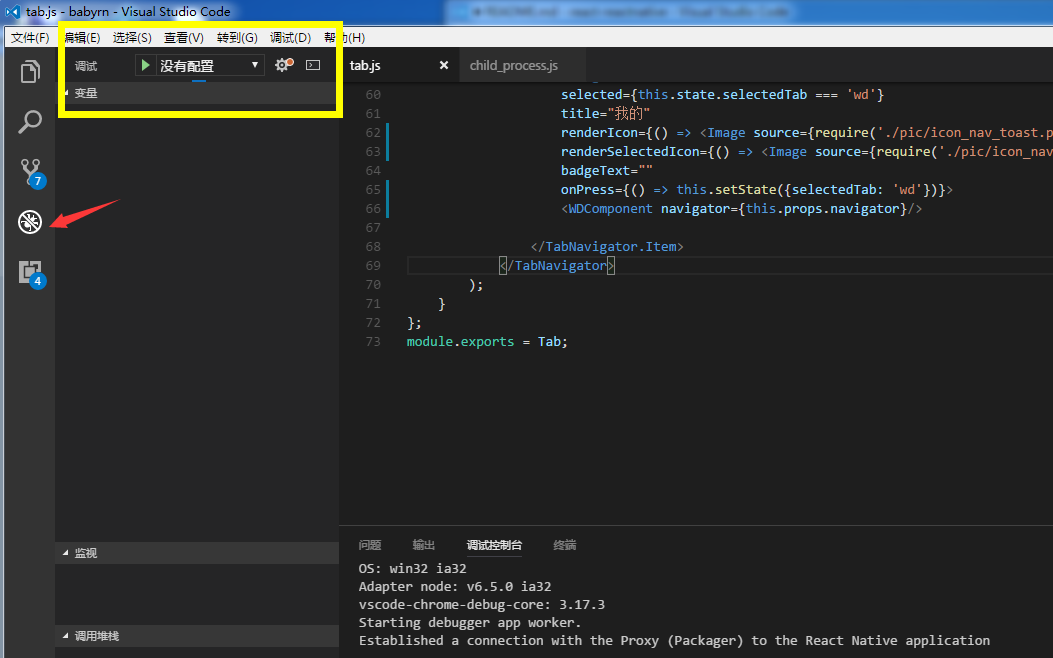 tab.js - babyrn - Visual Studio Code
文件(F) 编辑(E) 选择(S) 查看(V) 转到(G) 调试(D) 帮助(H)
调试 没有配置
变量
7
4
监视
调用堆栈
tab.js child_process.js
60 selected={this.state.selectedTab === 'wd'}
61 title="我的"
62 renderIcon={() => <Image source={require('./pic/icon_nav_toast.p
63 renderSelectedIcon={() => <Image source={require('./pic/icon_nav
64 badgeText=""
65 onPress={() => this.setState({selectedTab: 'wd'})}>
66 <WDComponent navigator={this.props.navigator}/>
67
68 </TabNavigator.Item>
69 </TabNavigator>
70 );
71 }
72 };
73 module.exports = Tab;
问题 输出 调试控制台 终端
OS: win32 ia32
Adapter node: v6.5.0 ia32
vscode-chrome-debug-core: 3.17.3
Starting debugger app worker.
Established a connection with the Proxy (Packager) to the React Native application